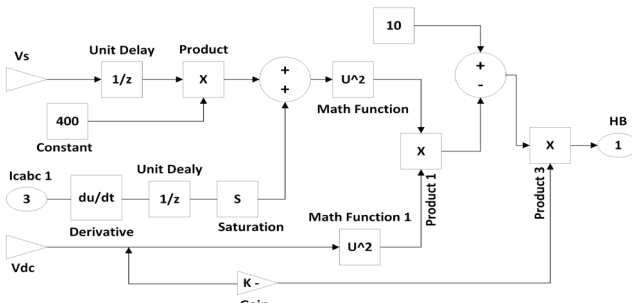 Vs
Unit Delay
1/z
Product
X
+
+
U^2
Math Function
10
+
-
400
Constant
X
Product 1
X
Product 3
HB
1
Icabc 1
3
du/dt
Derivative
Unit Dealy
1/z
S
Saturation
Math Function 1
U^2
Vdc
K -